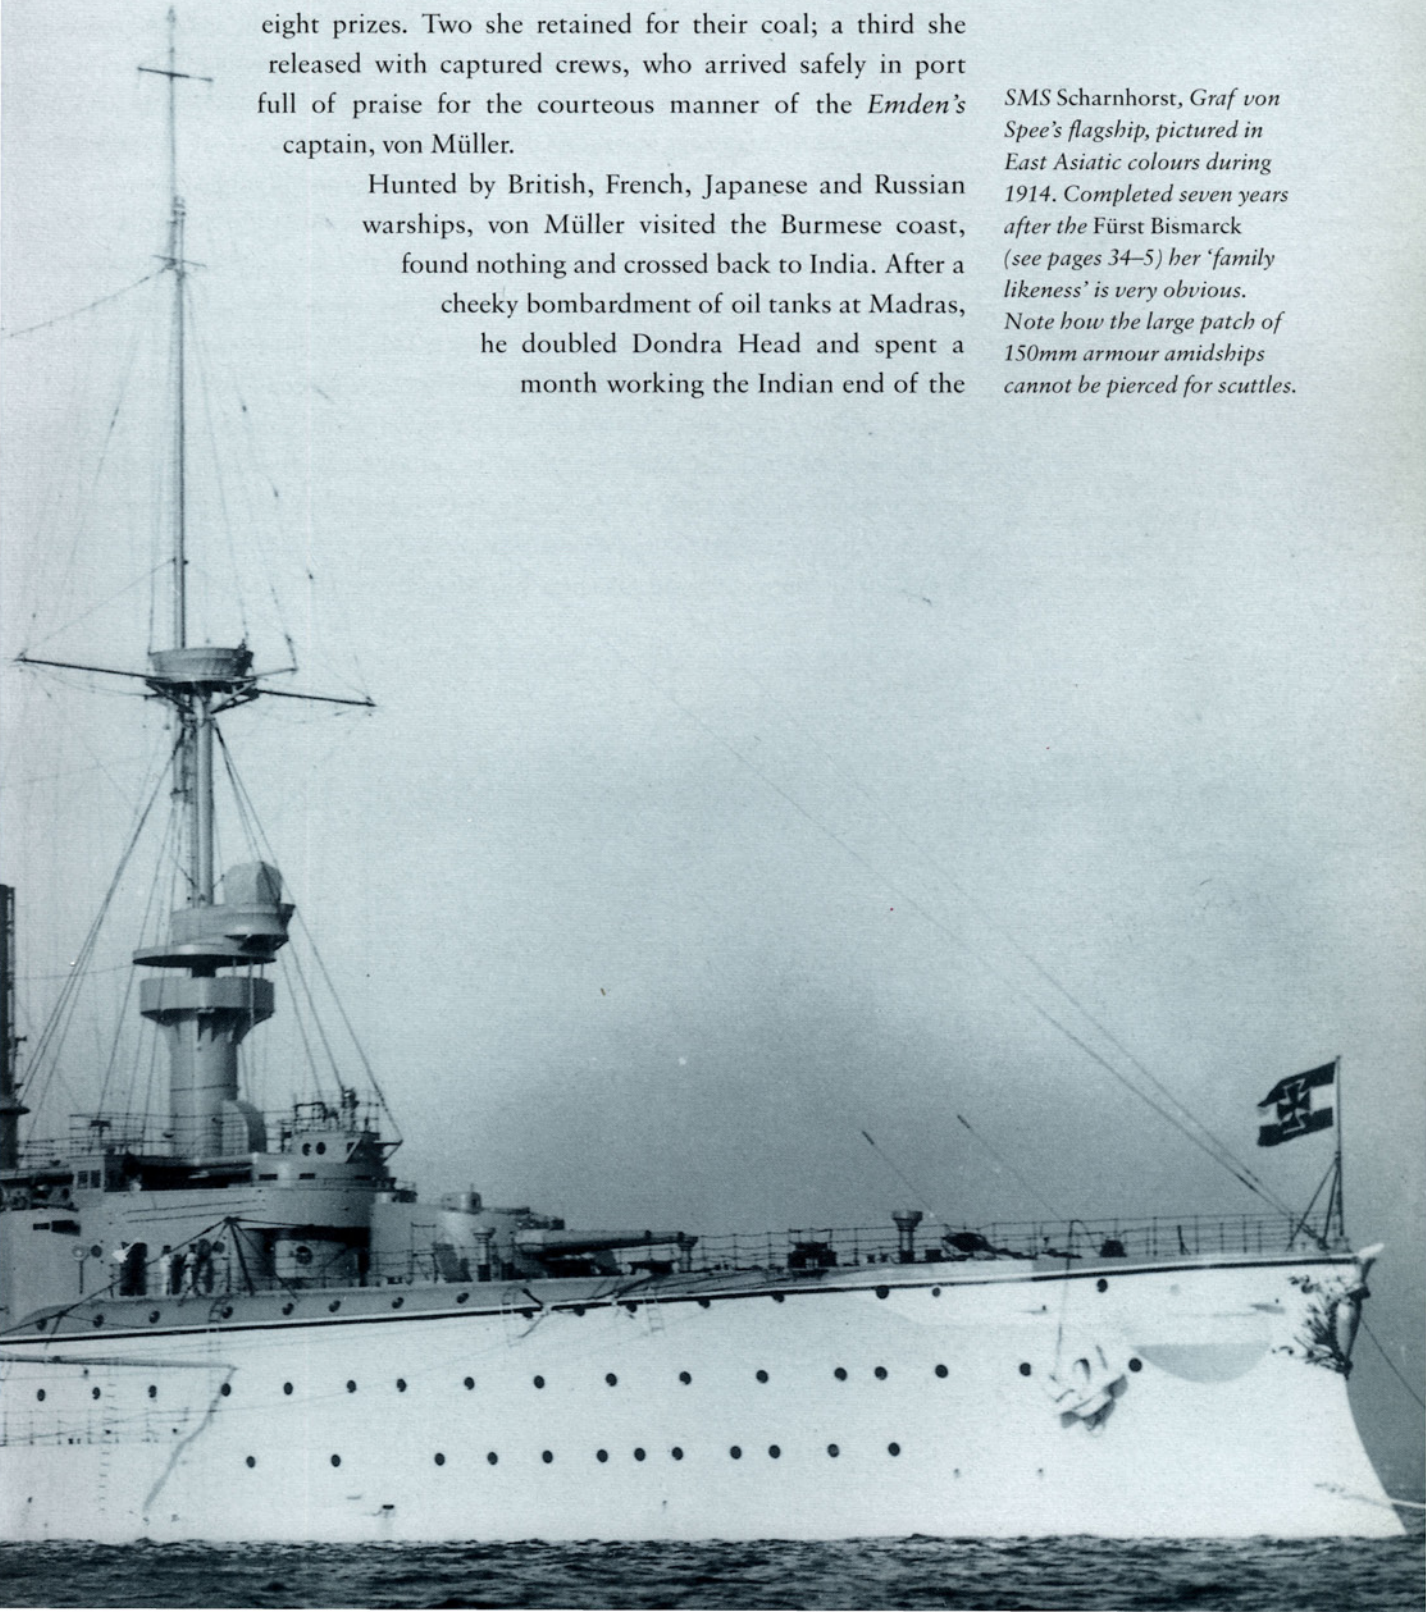 eight prizes. Two she retained for their coal; a third she
released with captured crews, who arrived safely in port
full of praise for the courteous manner of the Emden’s
captain, von Müller.
Hunted by British, French, Japanese and Russian
warships, von Müller visited the Burmese coast,
found nothing and crossed back to India. After a
cheeky bombardment of oil tanks at Madras,
he doubled Dondra Head and spent a
month working the Indian end of the
SMS Scharnhorst, Graf von
Spee’s flagship, pictured in
East Asiatic colours during
1914. Completed seven years
after the Fürst Bismarck
(see pages 34–5) her ‘family
likeness’ is very obvious.
Note how the large patch of
150mm armour amidships
cannot be pierced for scuttles.